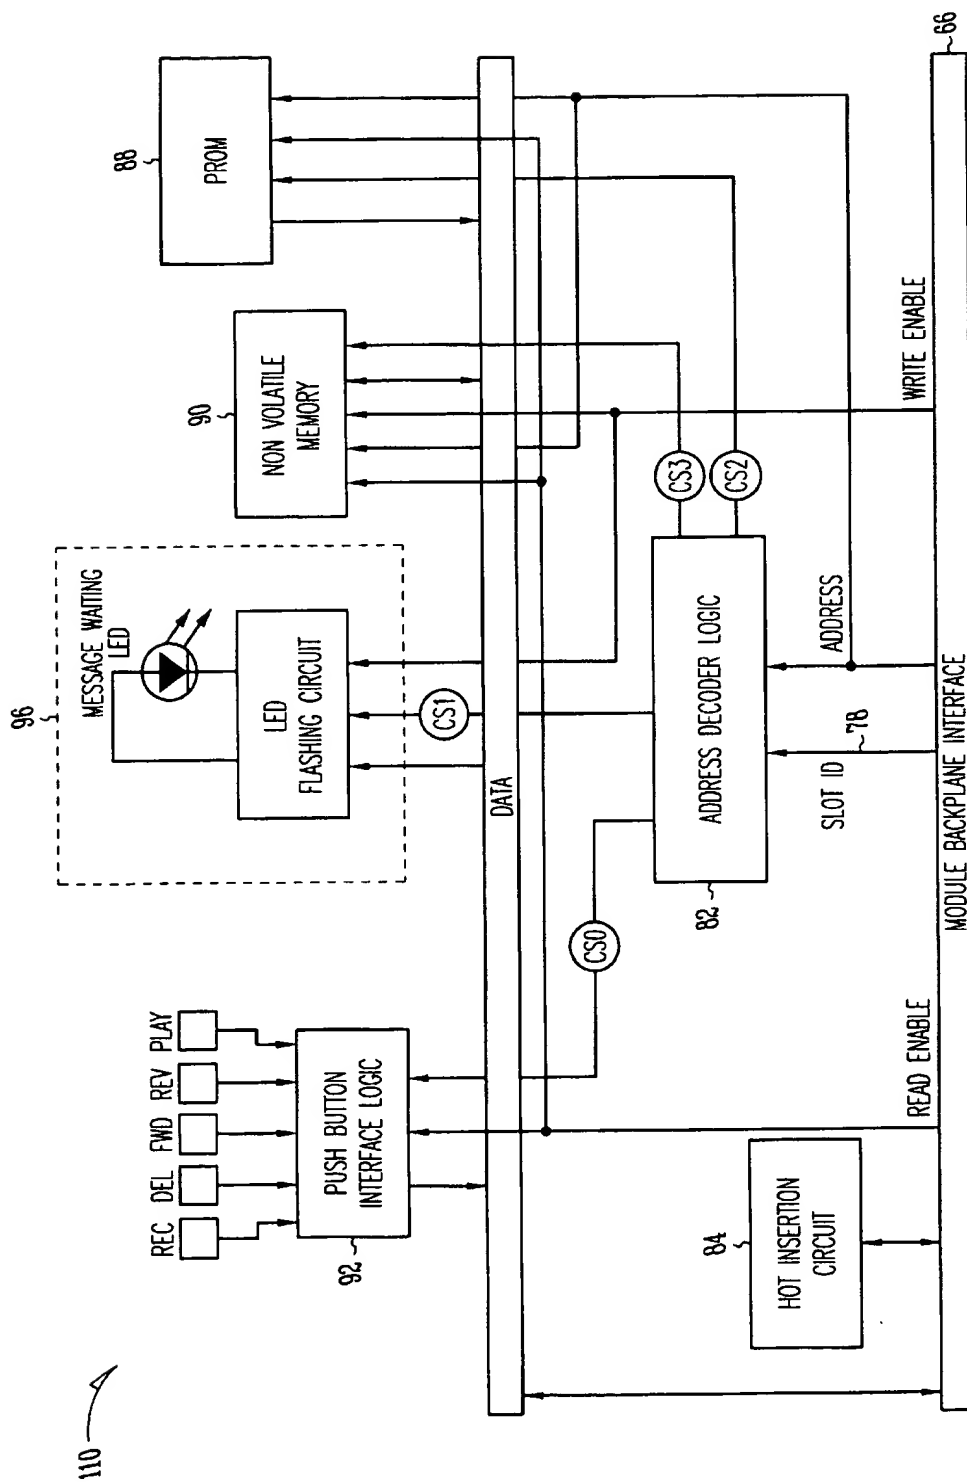 110
96
MESSAGE WAITING
LED
LED
FLASHING CIRCUIT
90
NON VOLATILE
MEMORY
88
PROM
REC
DEL
FWD
REV
PLAY
92
PUSH BUTTON
INTERFACE LOGIC
DATA
CS0
CS1
CS3
CS2
82
ADDRESS DECODER LOGIC
84
HOT INSERTION
CIRCUIT
READ ENABLE
SLOT ID
78
ADDRESS
WRITE ENABLE
MODULE BACKPLANE INTERFACE
66